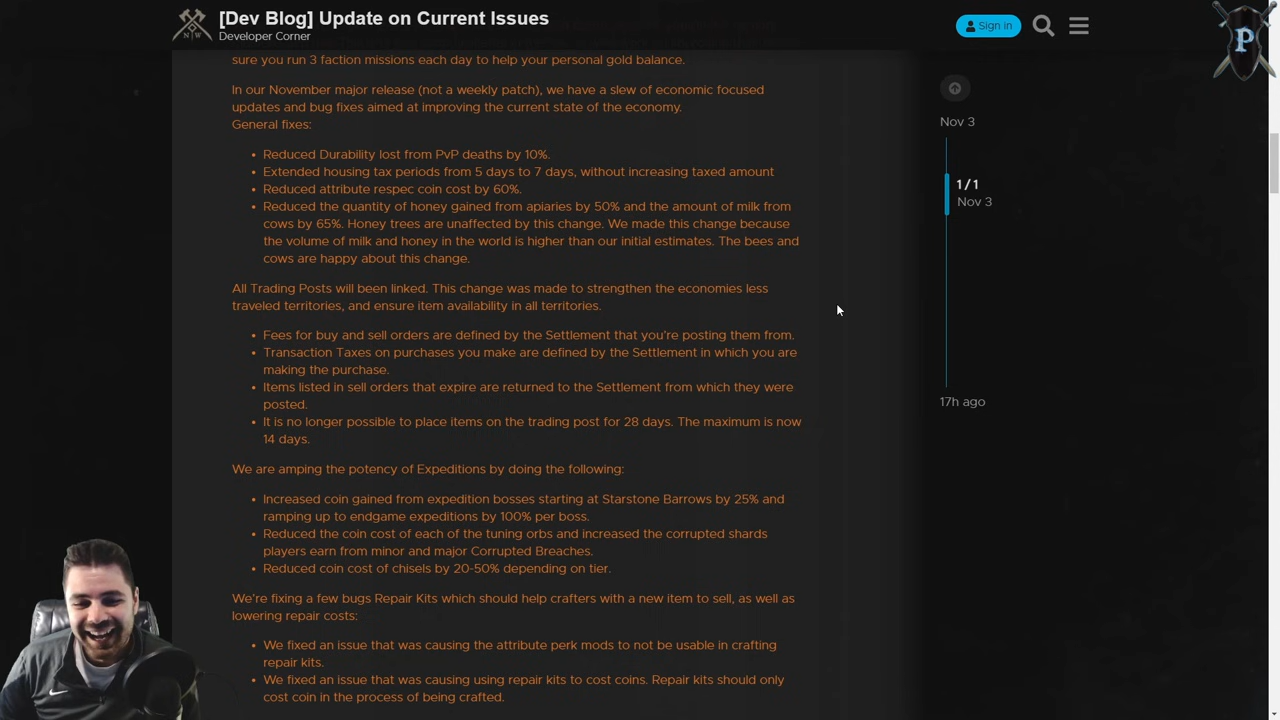 [Dev Blog] Update on Current Issues
Developer Corner
Sign in
P
sure you run 3 faction missions each day to help your personal gold balance.
In our November major release (not a weekly patch), we have a slew of economic focused
updates and bug fixes aimed at improving the current state of the economy.
General fixes:
• Reduced Durability lost from PvP deaths by 10%.
• Extended housing tax periods from 5 days to 7 days, without increasing taxed amount
• Reduced attribute respec coin cost by 60%.
• Reduced the quantity of honey gained from apiaries by 50% and the amount of milk from
cows by 65%. Honey trees are unaffected by this change. We made this change because
the volume of milk and honey in the world is higher than our initial estimates. The bees and
cows are happy about this change.
All Trading Posts will been linked. This change was made to strengthen the economies less
traveled territories, and ensure item availability in all territories.
• Fees for buy and sell orders are defined by the Settlement that you're posting them from.
• Transaction Taxes on purchases you make are defined by the Settlement in which you are
making the purchase.
• Items listed in sell orders that expire are returned to the Settlement from which they were
posted.
• It is no longer possible to place items on the trading post for 28 days. The maximum is now
14 days.
We are amping the potency of Expeditions by doing the following:
• Increased coin gained from expedition bosses starting at Starstone Barrows by 25% and
ramping up to endgame expeditions by 100% per boss.
• Reduced the coin cost of each of the tuning orbs and increased the corrupted shards
players earn from minor and major Corrupted Breaches.
• Reduced coin cost of chisels by 20-50% depending on tier.
We're fixing a few bugs Repair Kits which should help crafters with a new item to sell, as well as
lowering repair costs:
• We fixed an issue that was causing the attribute perk mods to not be usable in crafting
repair kits.
• We fixed an issue that was causing using repair kits to cost coins. Repair kits should only
cost coin in the process of being crafted.
Nov 3
1 / 1
Nov 3
17h ago